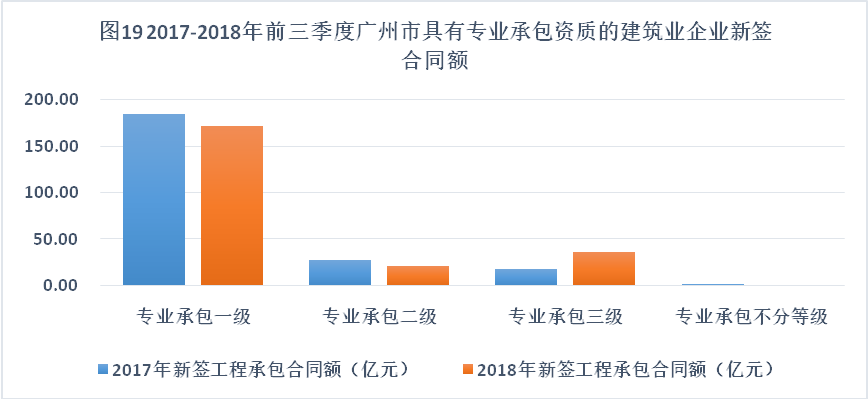 图19 2017-2018年前三季度广州市具有专业承包资质的建筑业企业新签
合同额
200.00
150.00
100.00
50.00
0.00
专业承包一级 专业承包二级 专业承包三级 专业承包不分等级
2017年新签工程承包合同额（亿元） 2018年新签工程承包合同额（亿元）